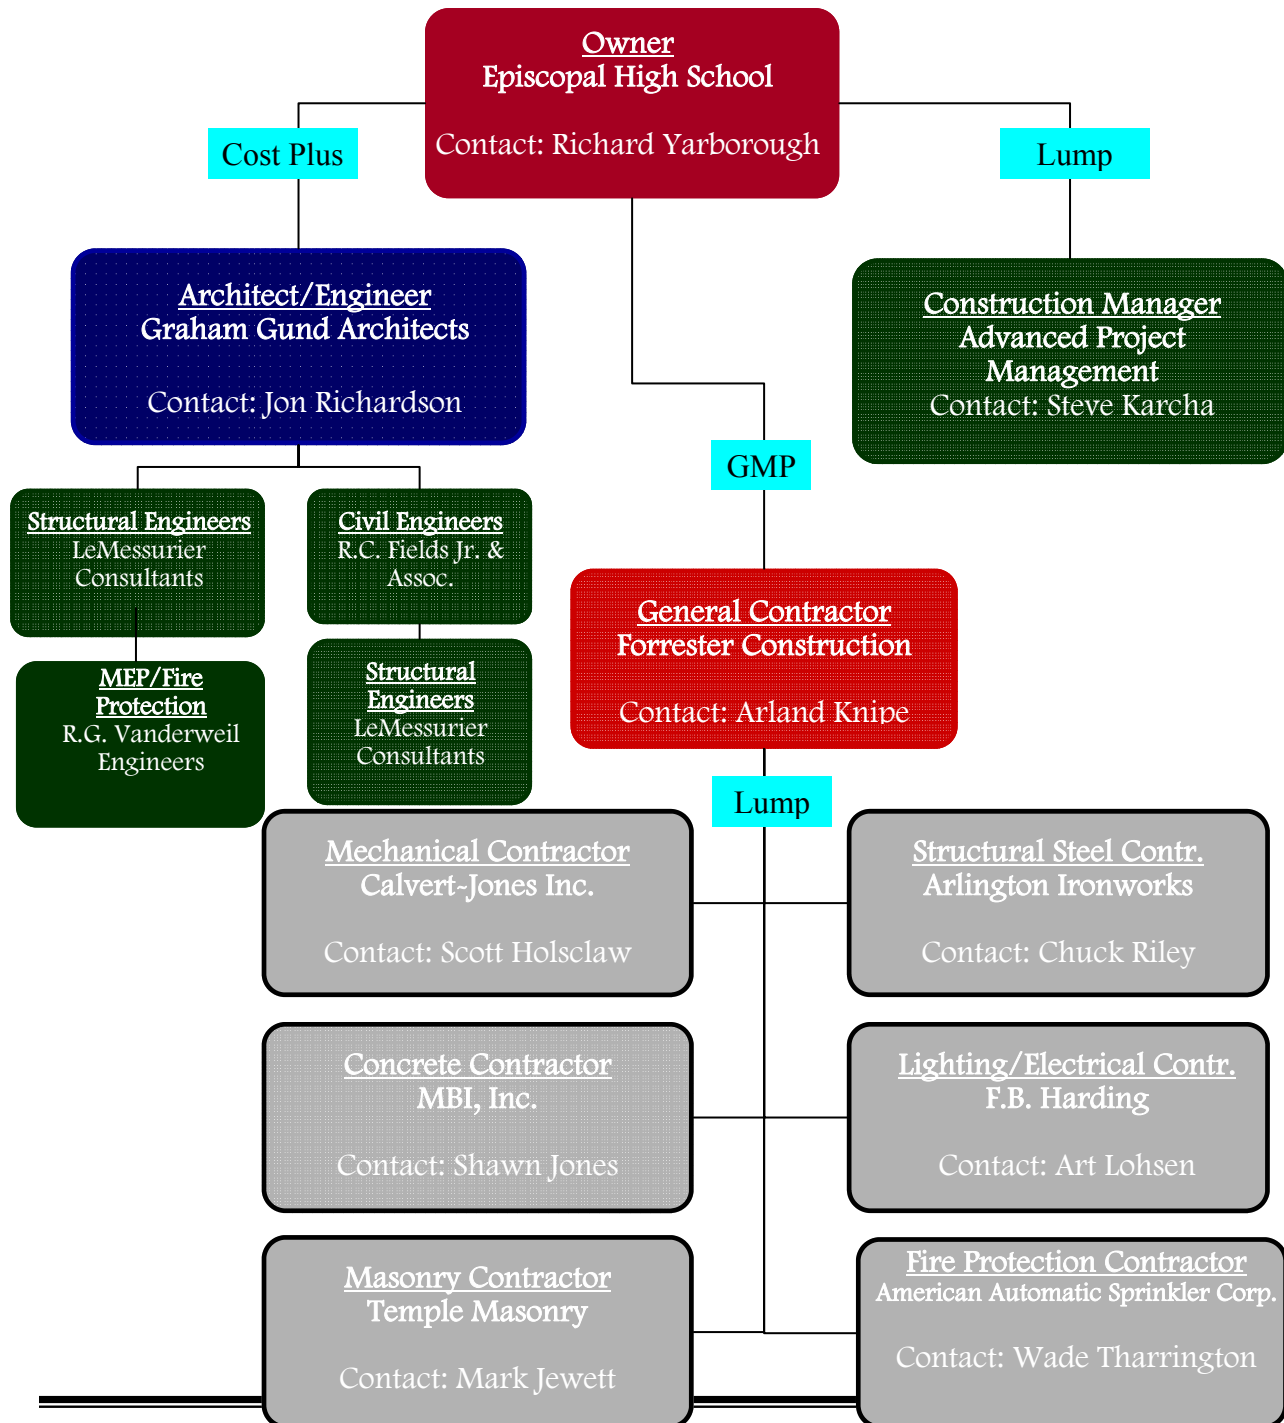 Owner
Episcopal High School
Contact: Richard Yarborough
Cost Plus
Lump
Architect/Engineer
Graham Gund Architects
Contact: Jon Richardson
Construction Manager
Advanced Project
Management
Contact: Steve Karcha
GMP
Structural Engineers
LeMessurier
Consultants
Civil Engineers
R.C. Fields Jr. &
Assoc.
MEP/Fire
Protection
R.G. Vanderweil
Engineers
Structural
Engineers
LeMessurier
Consultants
General Contractor
Forrester Construction
Contact: Arland Knipe
Lump
Mechanical Contractor
Calvert-Jones Inc.
Contact: Scott Holsclaw
Structural Steel Contr.
Arlington Ironworks
Contact: Chuck Riley
Concrete Contractor
MBI, Inc.
Contact: Shawn Jones
Lighting/Electrical Contr.
F.B. Harding
Contact: Art Lohsen
Masonry Contractor
Temple Masonry
Contact: Mark Jewett
Fire Protection Contractor
American Automatic Sprinkler Corp.
Contact: Wade Tharrington